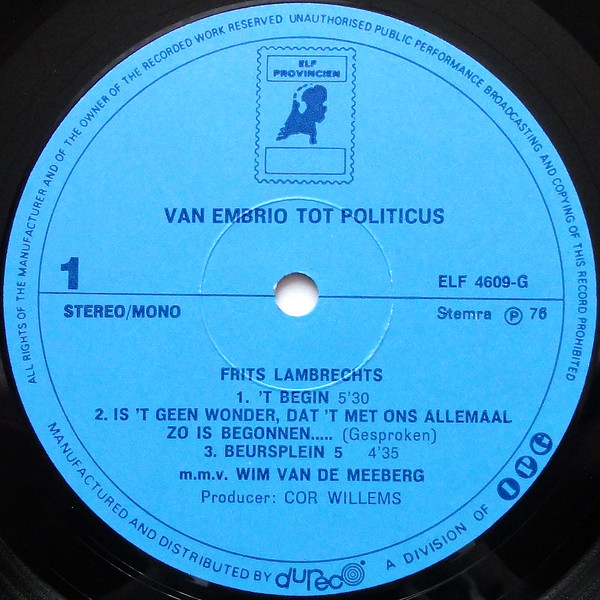 ALL RIGHTS OF THE MANUFACTURER AND OF THE OWNER OF THE RECORDED WORK RESERVED. UNAUTHORISED PUBLIC PERFORMANCE BROADCASTING AND COPYING OF THIS RECORD PROHIBITED
ELF
PROVINCIEN
VAN EMBRIO TOT POLITICUS
1
ELF 4609-G
STEREO/MONO
Stemra ℗ 76
FRITS LAMBRECHTS
1. 'T BEGIN 5'30
2. IS 'T GEEN WONDER, DAT 'T MET ONS ALLEMAAL
ZO IS BEGONNEN..... (Gesproken)
3. BEURSPLEIN 5 4'35
m.m.v. WIM VAN DE MEEBERG
Producer: COR WILLEMS
MANUFACTURED AND DISTRIBUTED BY dureco A DIVISION OF